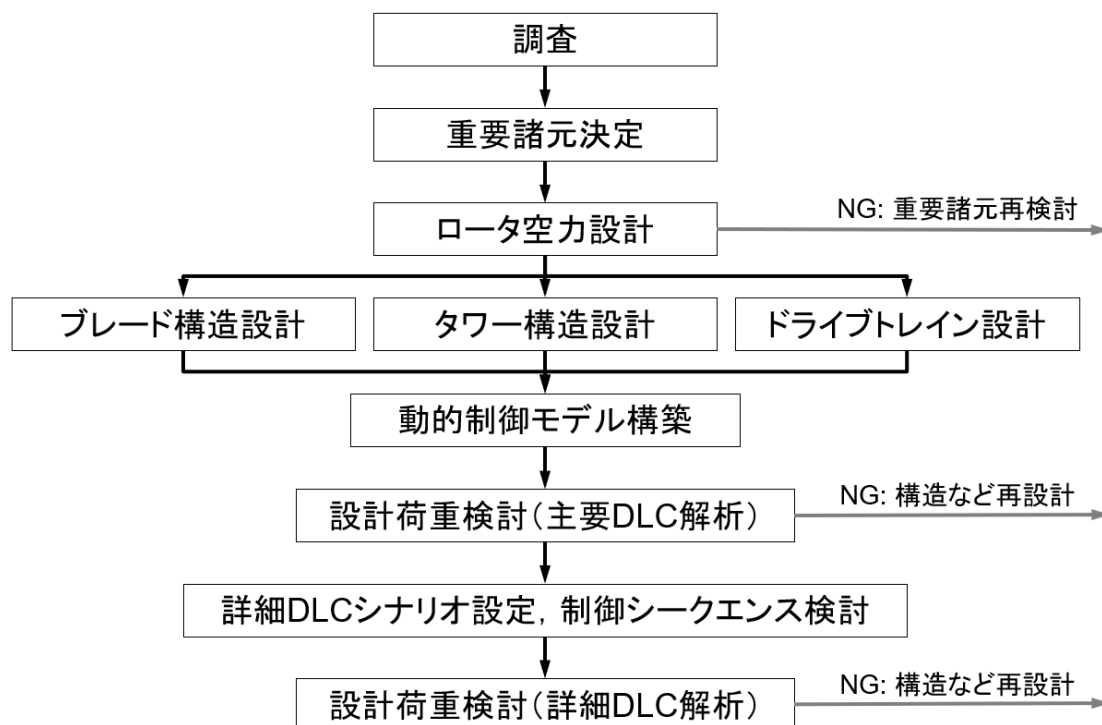 調査
重要諸元決定
ロータ空力設計
NG: 重要諸元再検討
ブレード構造設計
タワー構造設計
ドライブトレイン設計
動的制御モデル構築
設計荷重検討(主要DLC解析)
NG: 構造など再設計
詳細DLCシナリオ設定, 制御シークエンス検討
設計荷重検討(詳細DLC解析)
NG: 構造など再設計